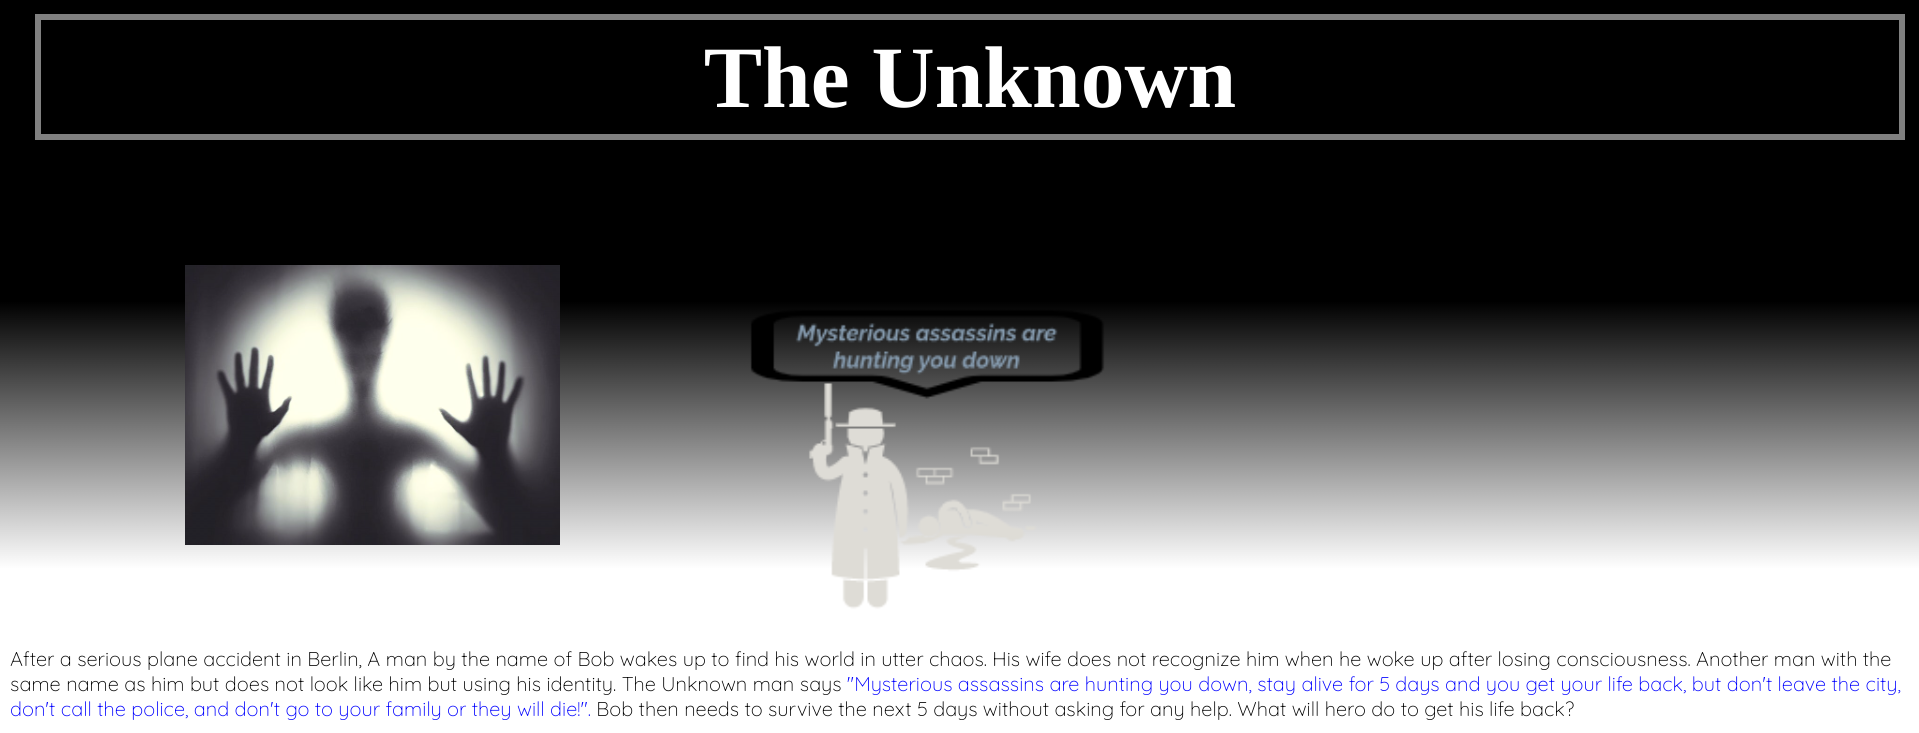 The Unknown
Mysterious assassins are
hunting you down
After a serious plane accident in Berlin, A man by the name of Bob wakes up to find his world in utter chaos. His wife does not recognize him when he woke up after losing consciousness. Another man with the
same name as him but does not look like him but using his identity. The Unknown man says "Mysterious assassins are hunting you down, stay alive for 5 days and you get your life back, but don't leave the city,
don't call the police, and don't go to your family or they will die!". Bob then needs to survive the next 5 days without asking for any help. What will hero do to get his life back?